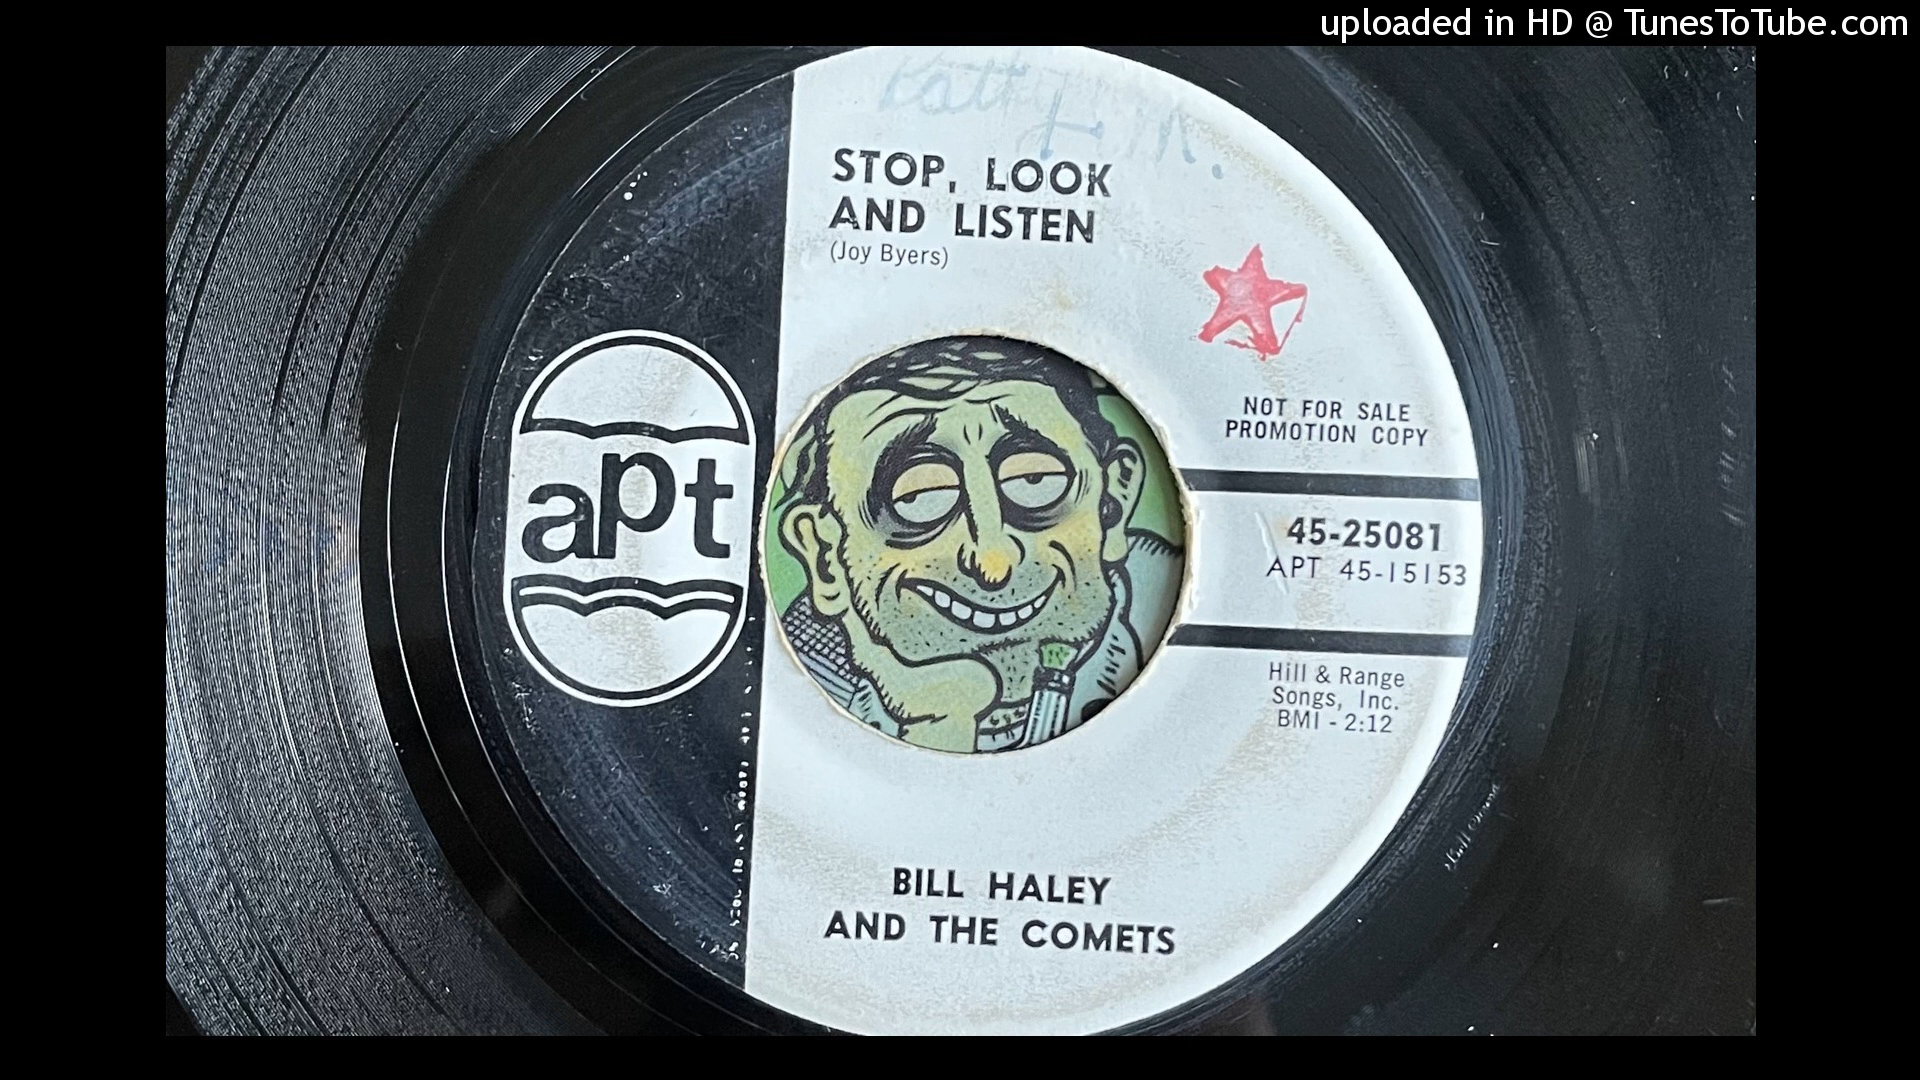 uploaded in HD @ TunesToTube.com
STOP, LOOK
AND LISTEN
(Joy Byers)
apt
NOT FOR SALE
PROMOTION COPY
45-25081
APT 45-15153
Hill & Range
Songs, Inc.
BMI - 2:12
BILL HALEY
AND THE COMETS